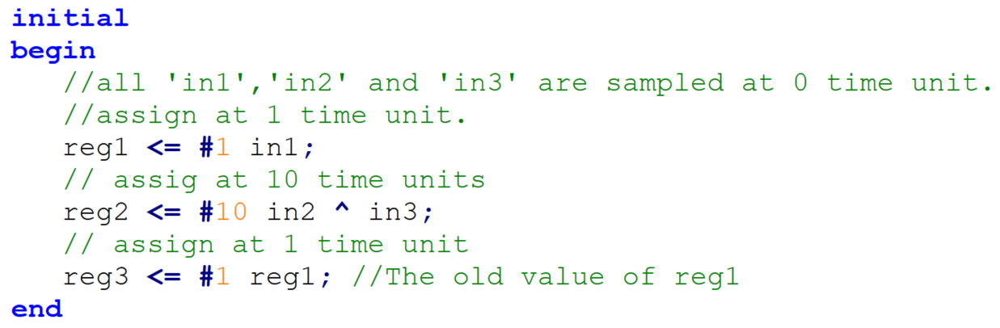 initial
begin
//all 'in1','in2' and 'in3' are sampled at 0 time unit.
//assign at 1 time unit.
reg1 <= #1 in1;
// assig at 10 time units
reg2 <= #10 in2 ^ in3;
// assign at 1 time unit
reg3 <= #1 reg1; //The old value of reg1
end